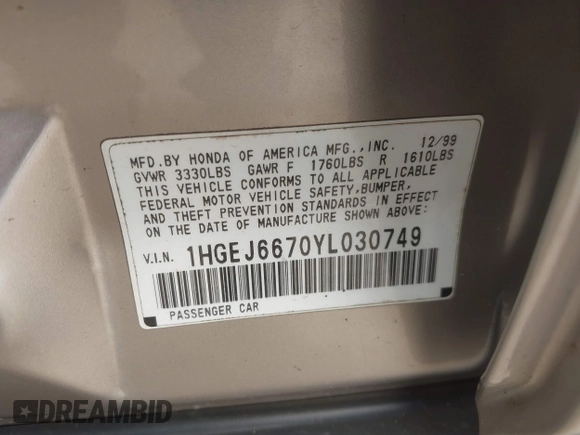 MFD.BY HONDA OF AMERICA MFG.,INC. 12/99
GVWR 3330LBS GAWR F 1760LBS R 1610LBS
THIS VEHICLE CONFORMS TO ALL APPLICABLE
FEDERAL MOTOR VEHICLE SAFETY,BUMPER,
AND THEFT PREVENTION STANDARDS IN EFFECT
ON THE DATE OF MANUFACTURE SHOWN ABOVE:
V.I.N. 1HGEJ6670YL030749
PASSENGER CAR
DREAMBID